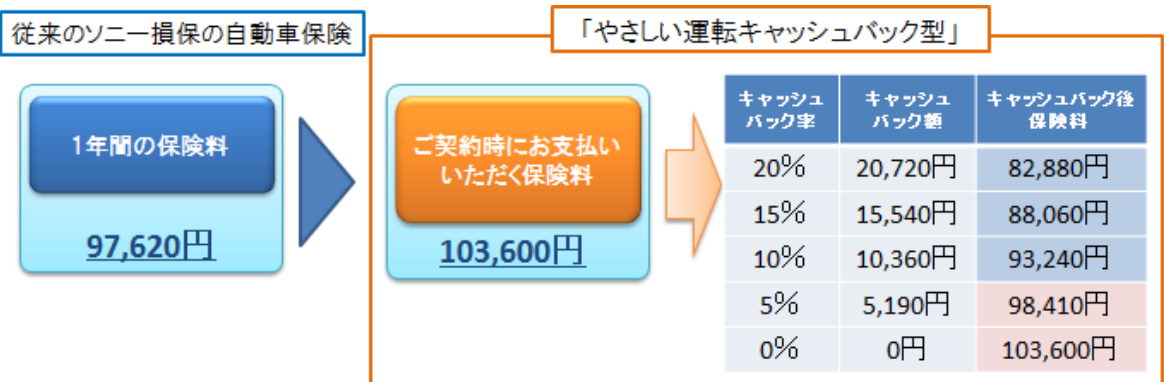 従来のソニー損保の自動車保険
「やさしい運転キャッシュバック型」
1年間の保険料
97,620円
ご契約時にお支払い
いただく保険料
103,600円
キャッシュ
バック率
キャッシュ
バック額
キャッシュバック後
保険料
20% 20,720円 82,880円
15% 15,540円 88,060円
10% 10,360円 93,240円
5% 5,190円 98,410円
0% 0円 103,600円